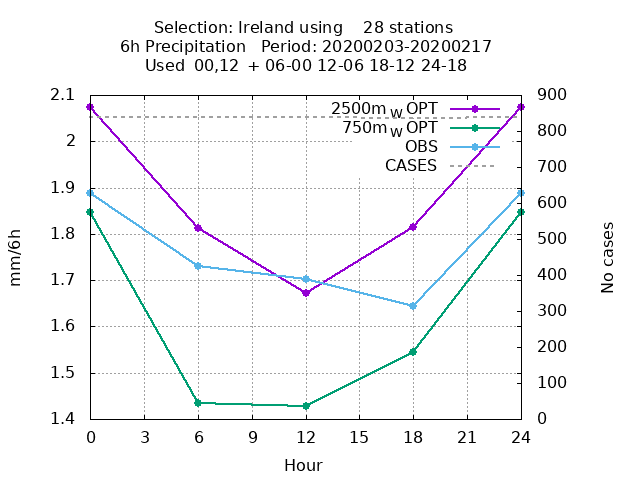 Selection: Ireland using    28 stations
6h Precipitation   Period: 20200203-20200217
Used  00,12  + 06-00 12-06 18-12 24-18
2500m W OPT
750m W OPT
OBS
CASES
2.1
2
1.9
1.8
1.7
1.6
1.5
1.4
mm/6h
900
800
700
600
500
400
300
200
100
0
No cases
0 3 6 9 12 15 18 21 24
Hour